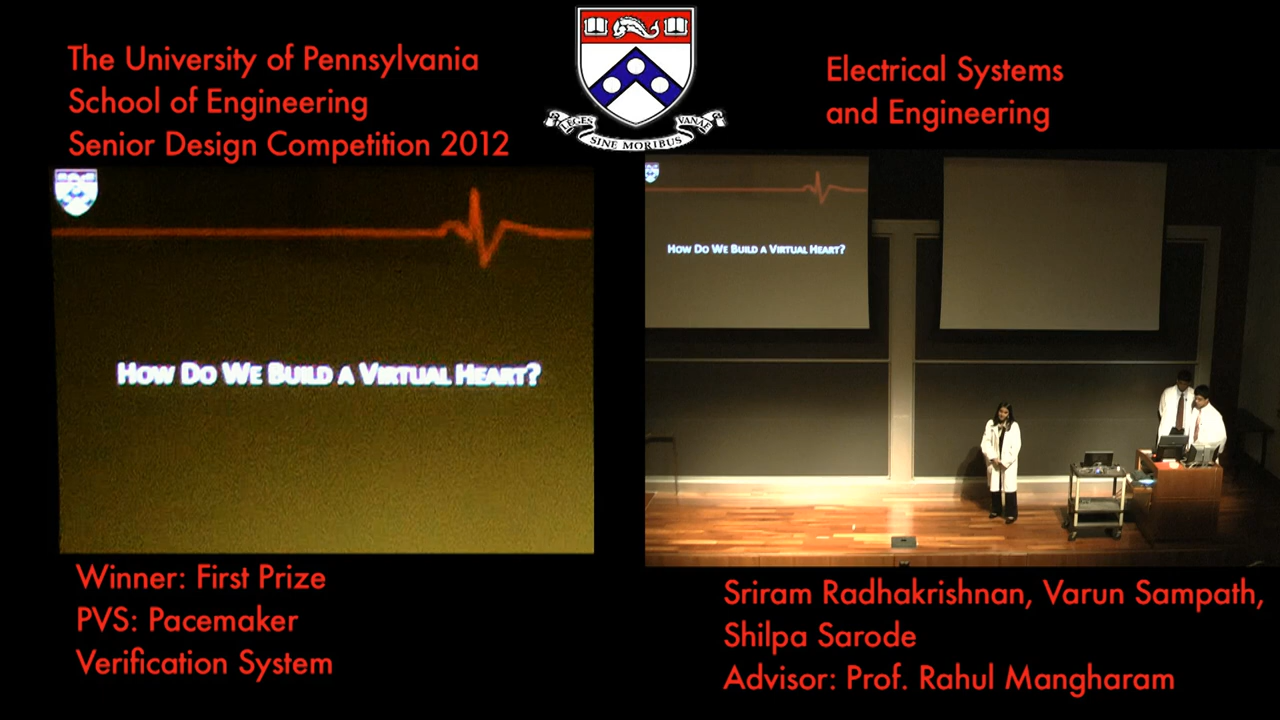 The University of Pennsylvania
School of Engineering
Senior Design Competition 2012
LEGES
SINE MORIBUS
VANAE
Electrical Systems
and Engineering
How Do We Build a Virtual Heart?
How Do We Build a Virtual Heart?
Winner: First Prize
PVS: Pacemaker
Verification System
Sriram Radhakrishnan, Varun Sampath,
Shilpa Sarode
Advisor: Prof. Rahul Mangharam